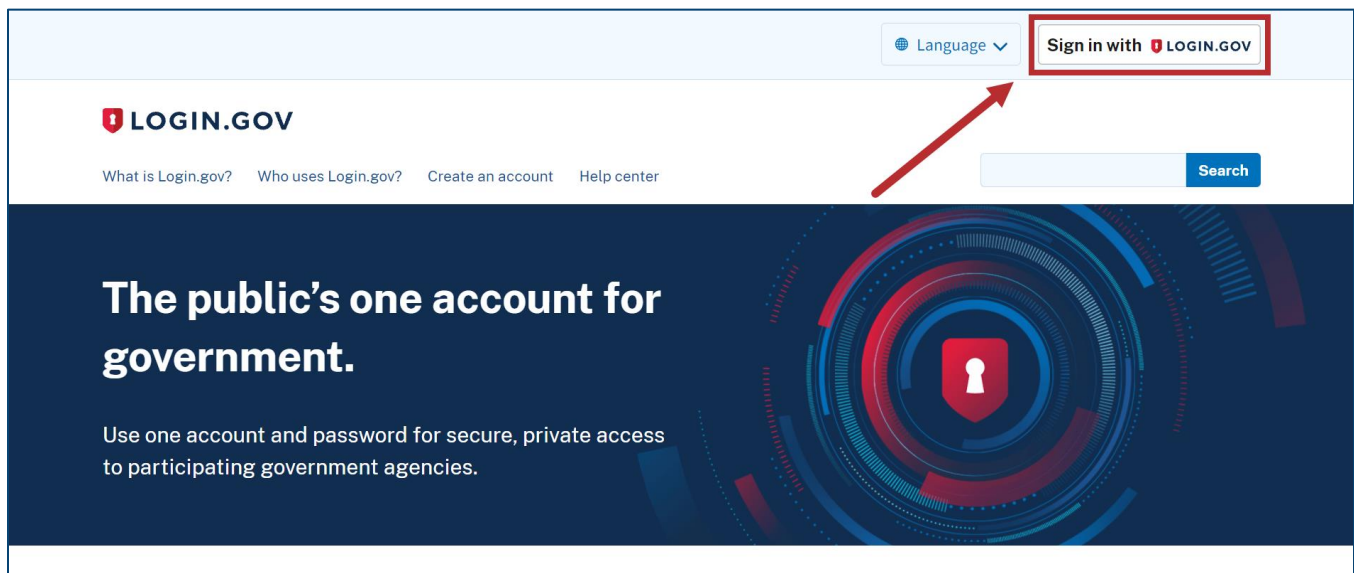 Language
Sign in with LOGIN.GOV
LOGIN.GOV
What is Login.gov? Who uses Login.gov? Create an account Help center
Search
The public’s one account for
government.
Use one account and password for secure, private access
to participating government agencies.